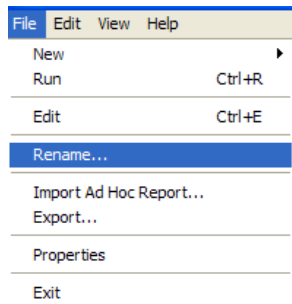 File Edit View Help
New
Run Ctrl+R
Edit Ctrl+E
Rename...
Import Ad Hoc Report...
Export...
Properties
Exit